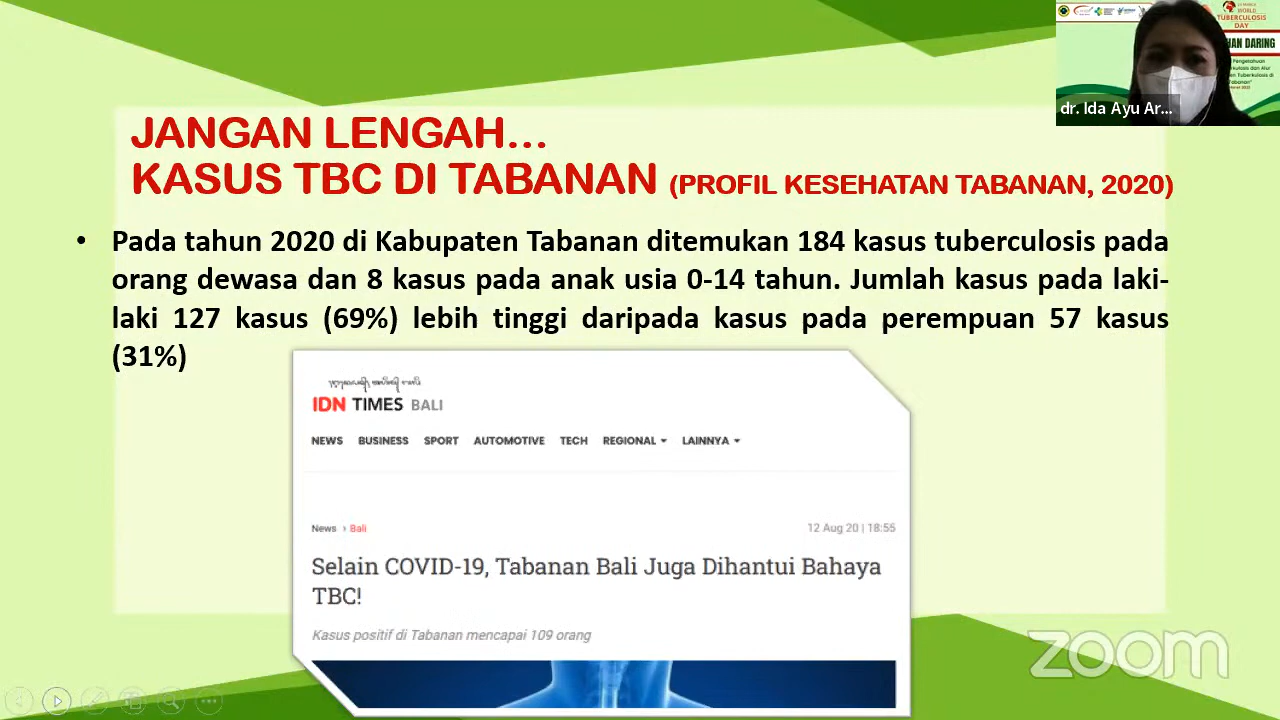 JANGAN LENGAH...
KASUS TBC DI TABANAN (PROFIL KESEHATAN TABANAN, 2020)
• Pada tahun 2020 di Kabupaten Tabanan ditemukan 184 kasus tuberculosis pada
orang dewasa dan 8 kasus pada anak usia 0-14 tahun. Jumlah kasus pada laki-
laki 127 kasus (69%) lebih tinggi daripada kasus pada perempuan 57 kasus
(31%)
IDN TIMES BALI
NEWS BUSINESS SPORT AUTOMOTIVE TECH REGIONAL LAINNYA
News › Bali
12 Aug 20 | 18:55
Selain COVID-19, Tabanan Bali Juga Dihantui Bahaya
TBC!
Kasus positif di Tabanan mencapai 109 orang
WORLD
TUBERCULOSIS
DAY
DARING
dr. Ida Ayu Ar...
zoom